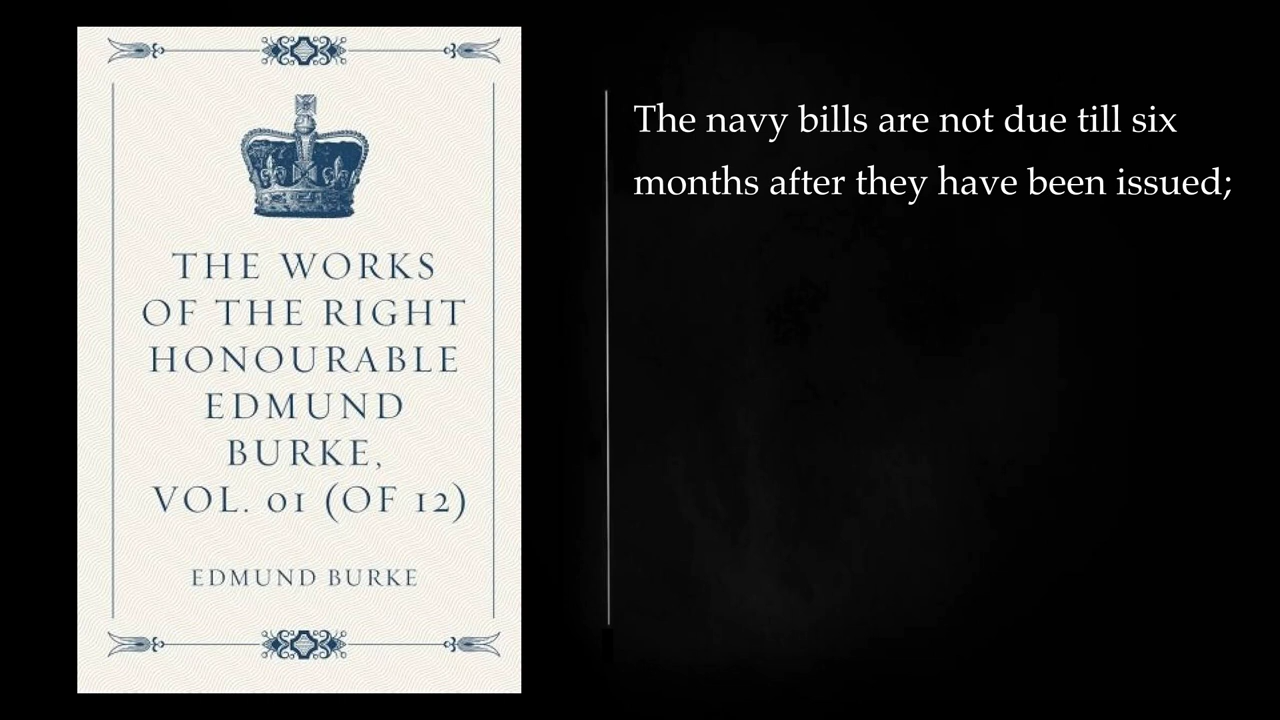 THE WORKS
OF THE RIGHT
HONOURABLE
EDMUND
BURKE,
VOL. 01 (OF 12)
EDMUND BURKE
The navy bills are not due till six
months after they have been issued;